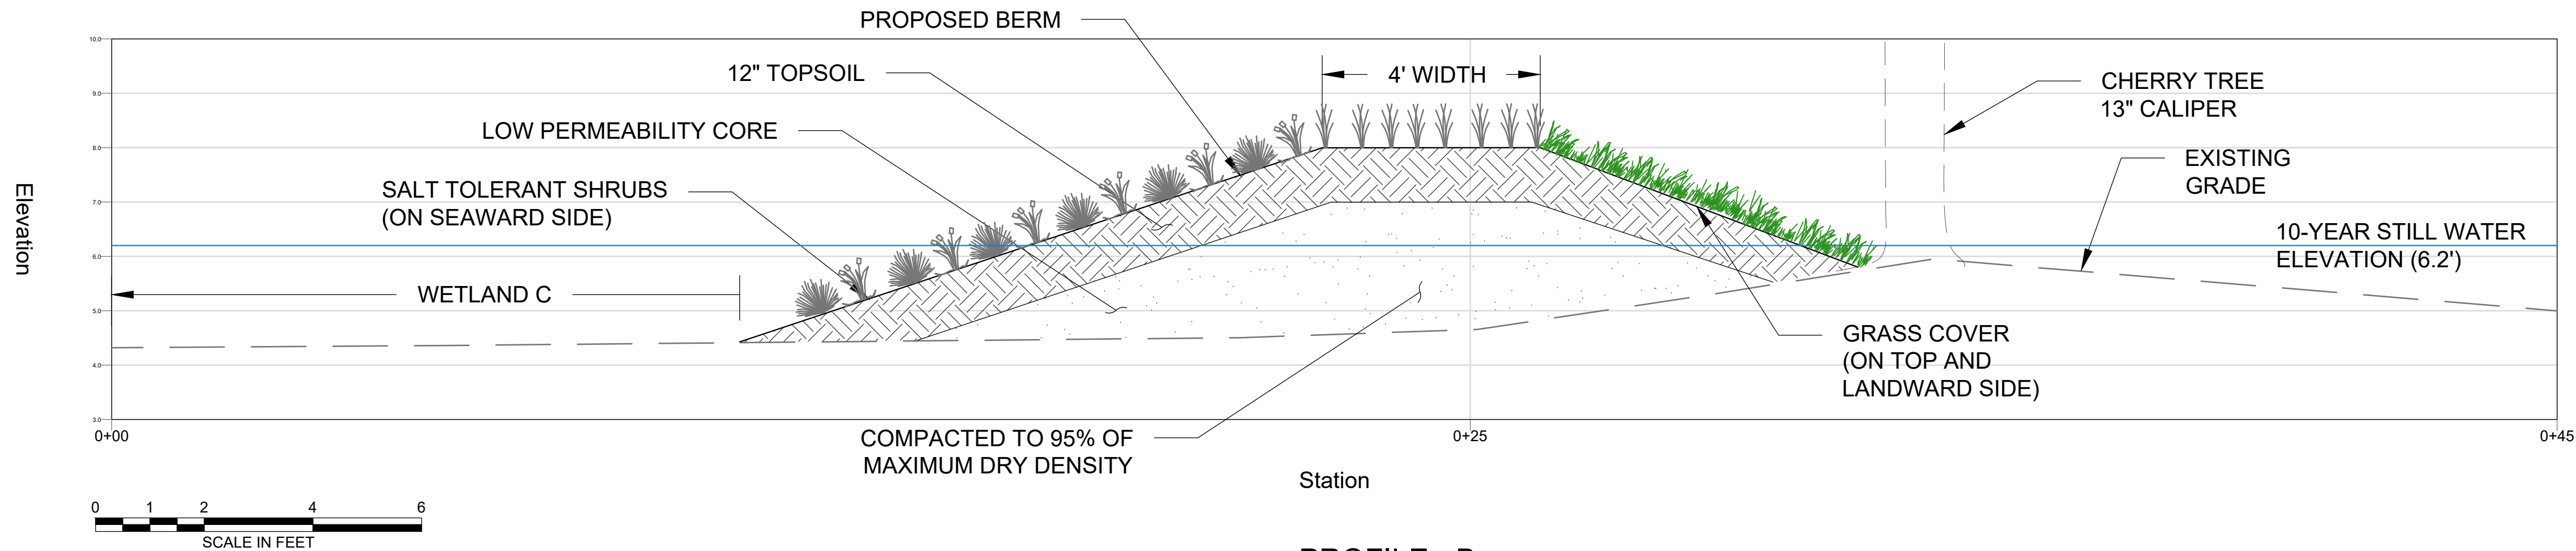 PROPOSED BERM
12" TOPSOIL
4' WIDTH
CHERRY TREE
13" CALIPER
LOW PERMEABILITY CORE
EXISTING
GRADE
SALT TOLERANT SHRUBS
(ON SEAWARD SIDE)
10-YEAR STILL WATER
ELEVATION (6.2')
WETLAND C
GRASS COVER
(ON TOP AND
LANDWARD SIDE)
COMPACTED TO 95% OF
MAXIMUM DRY DENSITY
Elevation
10.0
9.0
8.0
7.0
6.0
5.0
4.0
3.0
0+00
0+25
0+45
Station
0 1 2 4 6
SCALE IN FEET